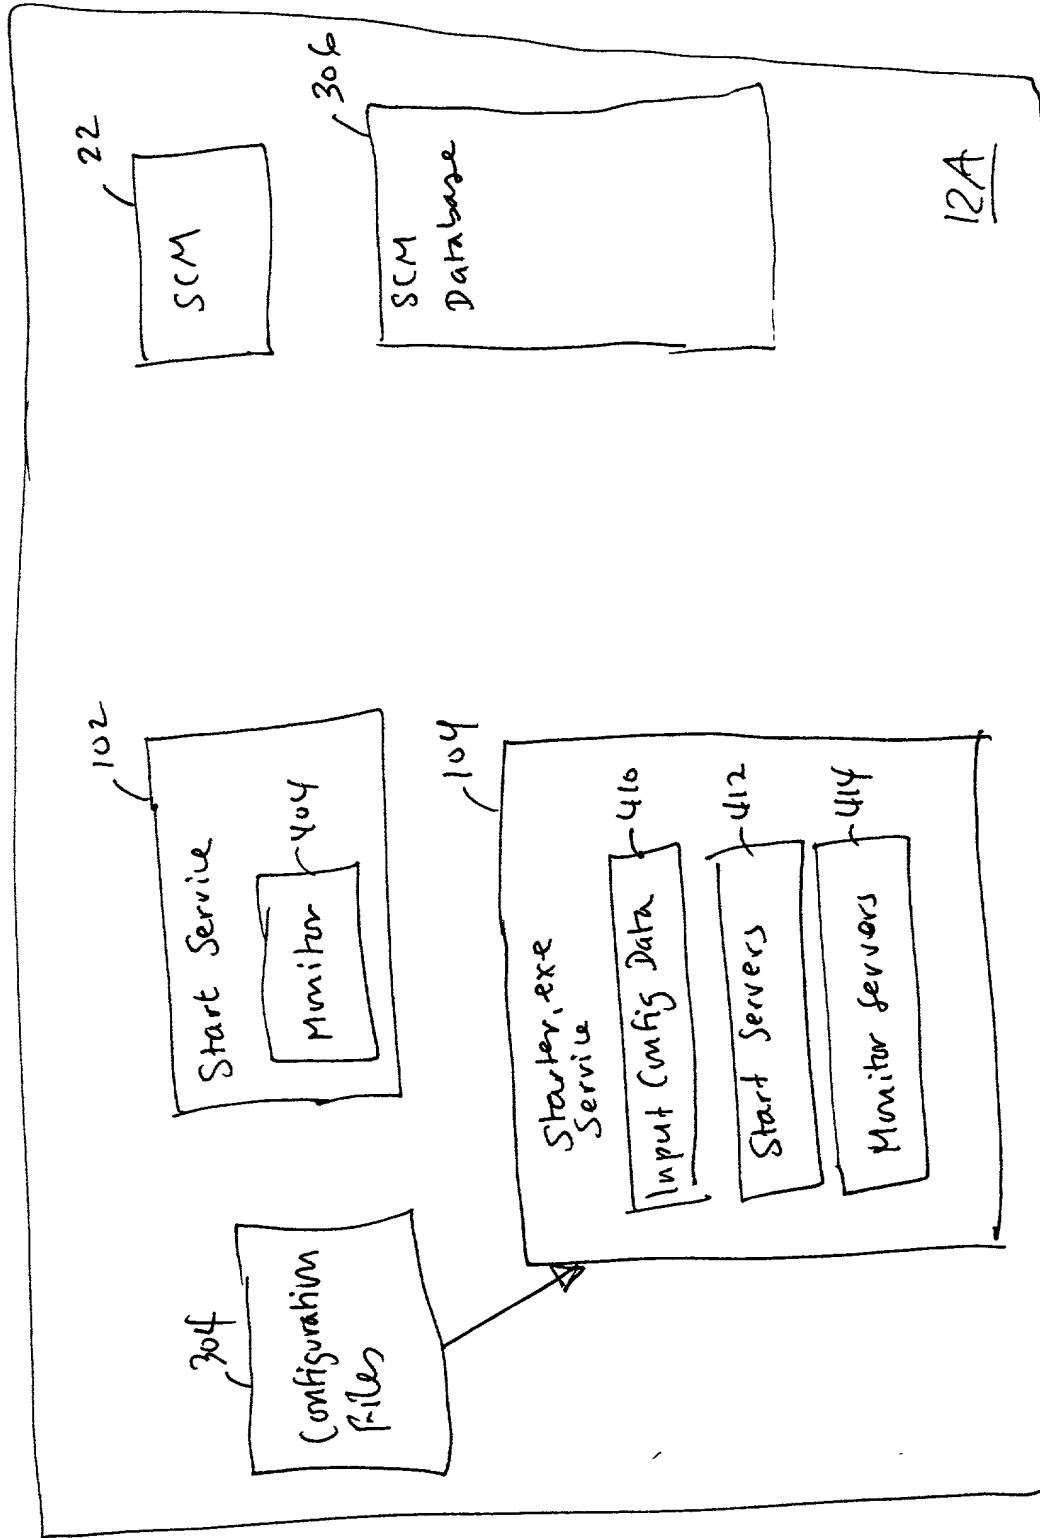 304
Configuration
Files
102
Start Service
404
Monitor
22
SCM
306
SCM
Database
104
Starter.exe
Service
410
Input Config Data
412
Start Servers
414
Monitor Servers
12A